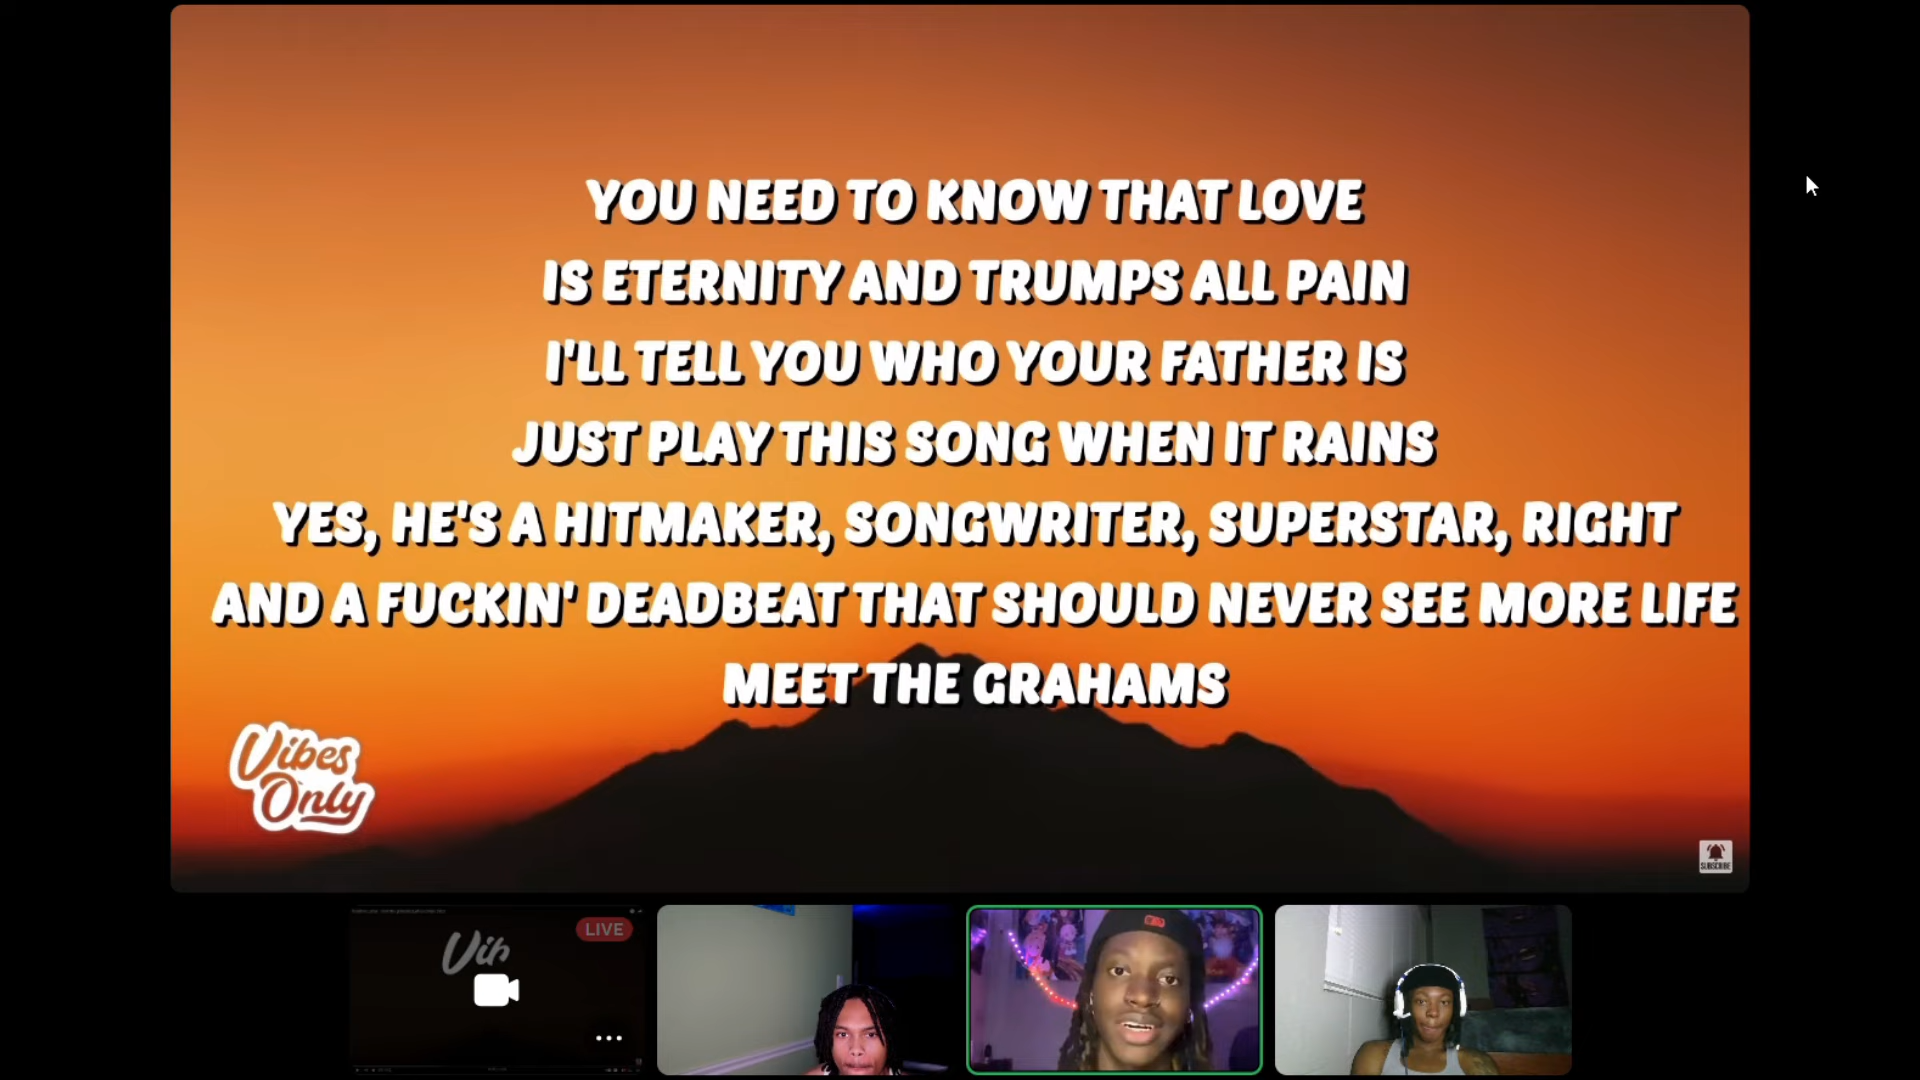 YOU NEED TO KNOW THAT LOVE
IS ETERNITY AND TRUMPS ALL PAIN
I'LL TELL YOU WHO YOUR FATHER IS
JUST PLAY THIS SONG WHEN IT RAINS
YES, HE'S A HITMAKER, SONGWRITER, SUPERSTAR, RIGHT
AND A FUCKIN' DEADBEAT THAT SHOULD NEVER SEE MORE LIFE
MEET THE GRAHAMS
Vibes
Only
SUBSCRIBE
LIVE